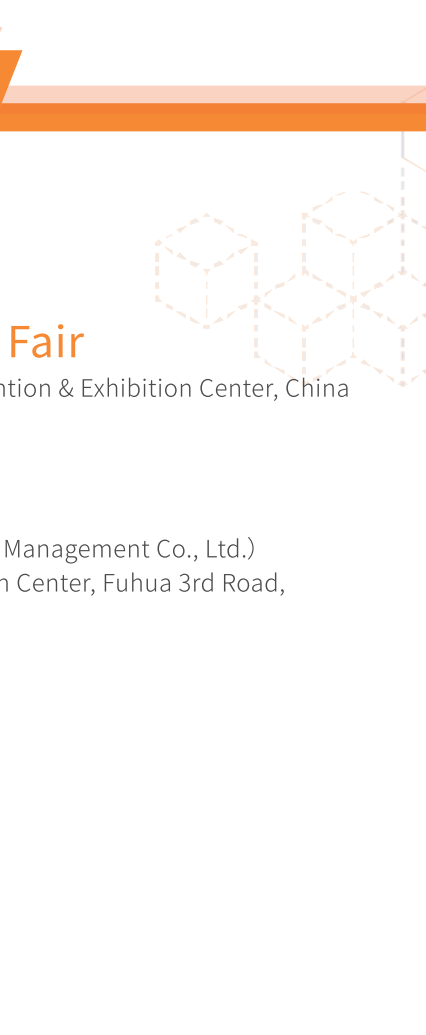 Fair
ntion & Exhibition Center, China
Management Co., Ltd.）
n Center, Fuhua 3rd Road,